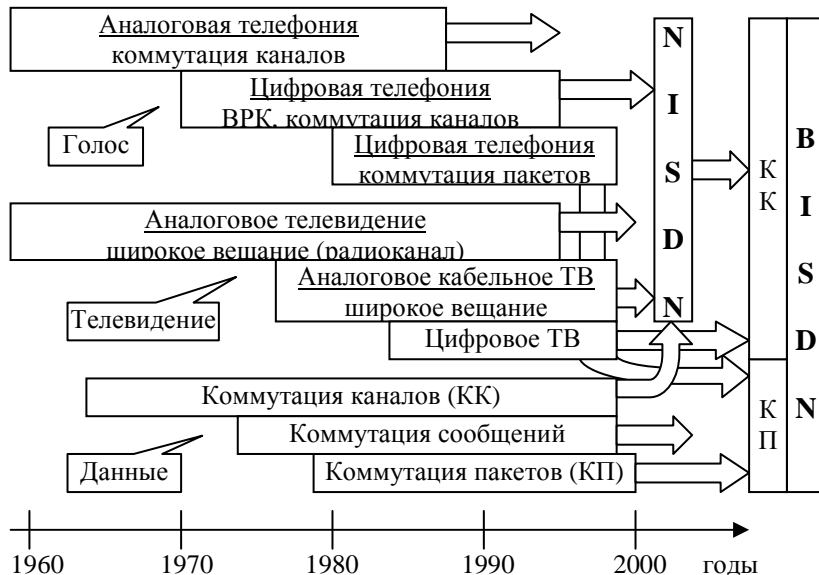 Аналоговая телефония
коммутация каналов
Цифровая телефония
ВРК, коммутация каналов
Голос
Цифровая телефония
коммутация пакетов
Аналоговое телевидение
широкое вещание (радиоканал)
Аналоговое кабельное ТВ
широкое вещание
Телевидение
Цифровое ТВ
Коммутация каналов (КК)
Коммутация сообщений
Данные
Коммутация пакетов (КП)
N
I
S
D
N
К
К
К
П
B
I
S
D
N
1960 1970 1980 1990 2000 годы